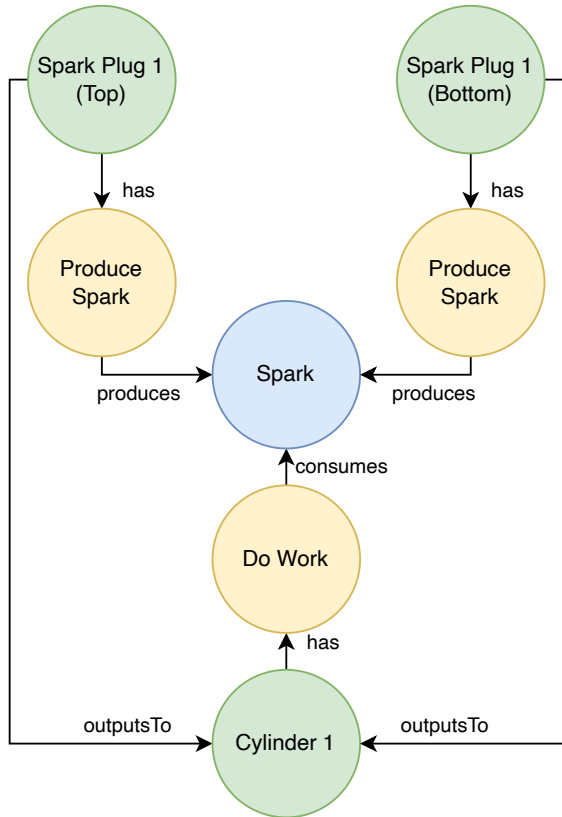 Spark Plug 1
(Top)
Spark Plug 1
(Bottom)
has
has
Produce
Spark
Produce
Spark
Spark
produces
produces
consumes
Do Work
has
outputsTo
Cylinder 1
outputsTo